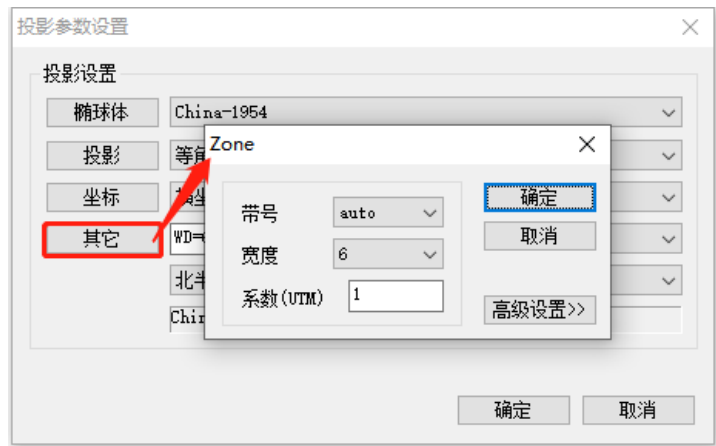 投影参数设置
投影设置
椭球体
China-1954
投影
坐标
其它
WD=
北半
Zone
带号
auto
宽度
6
系数(UTM)
1
确定
取消
高级设置>>
确定
取消